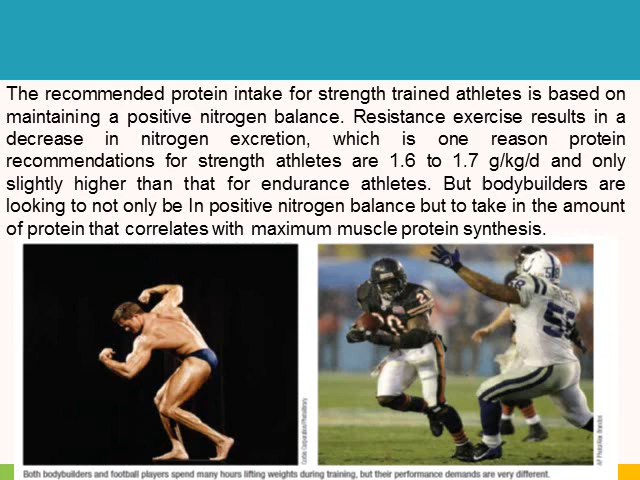 The recommended protein intake for strength trained athletes is based on
maintaining a positive nitrogen balance. Resistance exercise results in a
decrease in nitrogen excretion, which is one reason protein
recommendations for strength athletes are 1.6 to 1.7 g/kg/d and only
slightly higher than that for endurance athletes. But bodybuilders are
looking to not only be In positive nitrogen balance but to take in the amount
of protein that correlates with maximum muscle protein synthesis.
20
58
Both bodybuilders and football players spend many hours lifting weights during training, but their performance demands are very different.